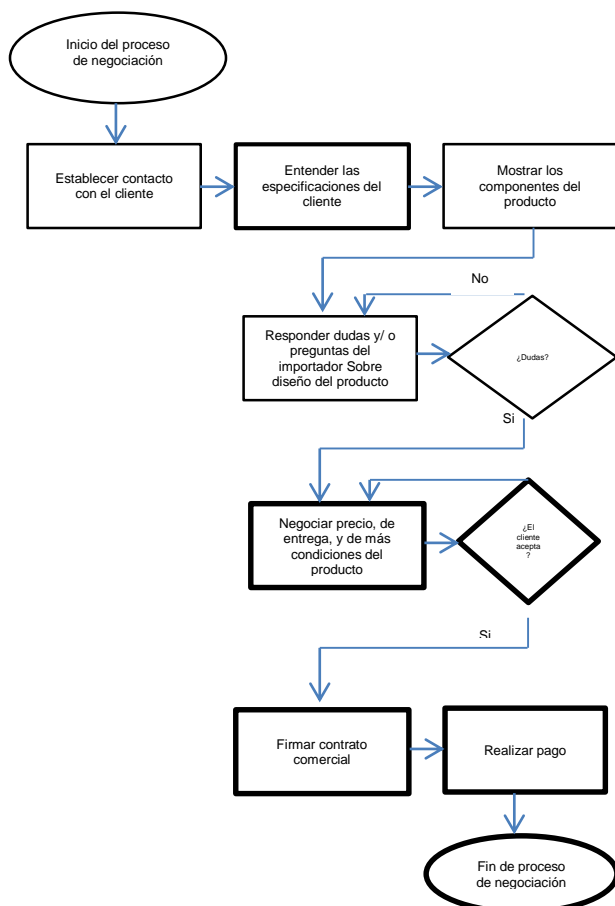 Inicio del proceso
de negociación
Establecer contacto
con el cliente
Entender las
especificaciones del
cliente
Mostrar los
componentes del
producto
No
Responder dudas y/ o
preguntas del
importador Sobre
diseño del producto
¿Dudas?
Si
Negociar precio, de
entrega, y de más
condiciones del
producto
¿El
cliente
acepta
?
Si
Firmar contrato
comercial
Realizar pago
Fin de proceso
de negociación